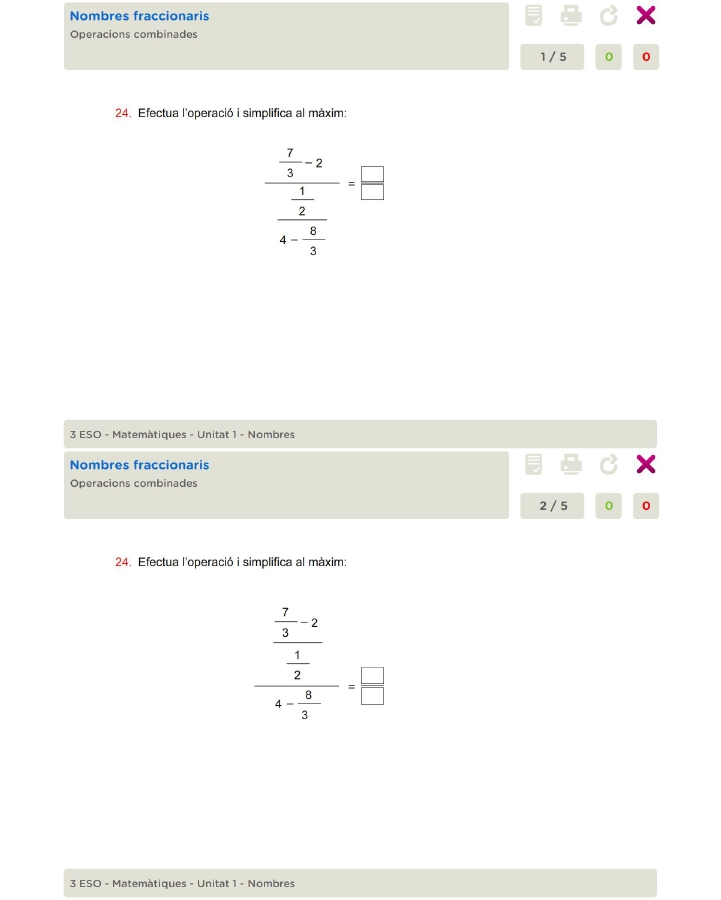 Nombres fraccionaris
Operacions combinades
1 / 5
0
0
24. Efectua l'operació i simplifica al màxim:
7
– 2
3
=
1
2
8
4 –
3
3 ESO - Matemàtiques - Unitat 1 - Nombres
Nombres fraccionaris
Operacions combinades
2 / 5
0
0
24. Efectua l'operació i simplifica al màxim:
7
– 2
3
1
2
=
8
4 –
3
3 ESO - Matemàtiques - Unitat 1 - Nombres